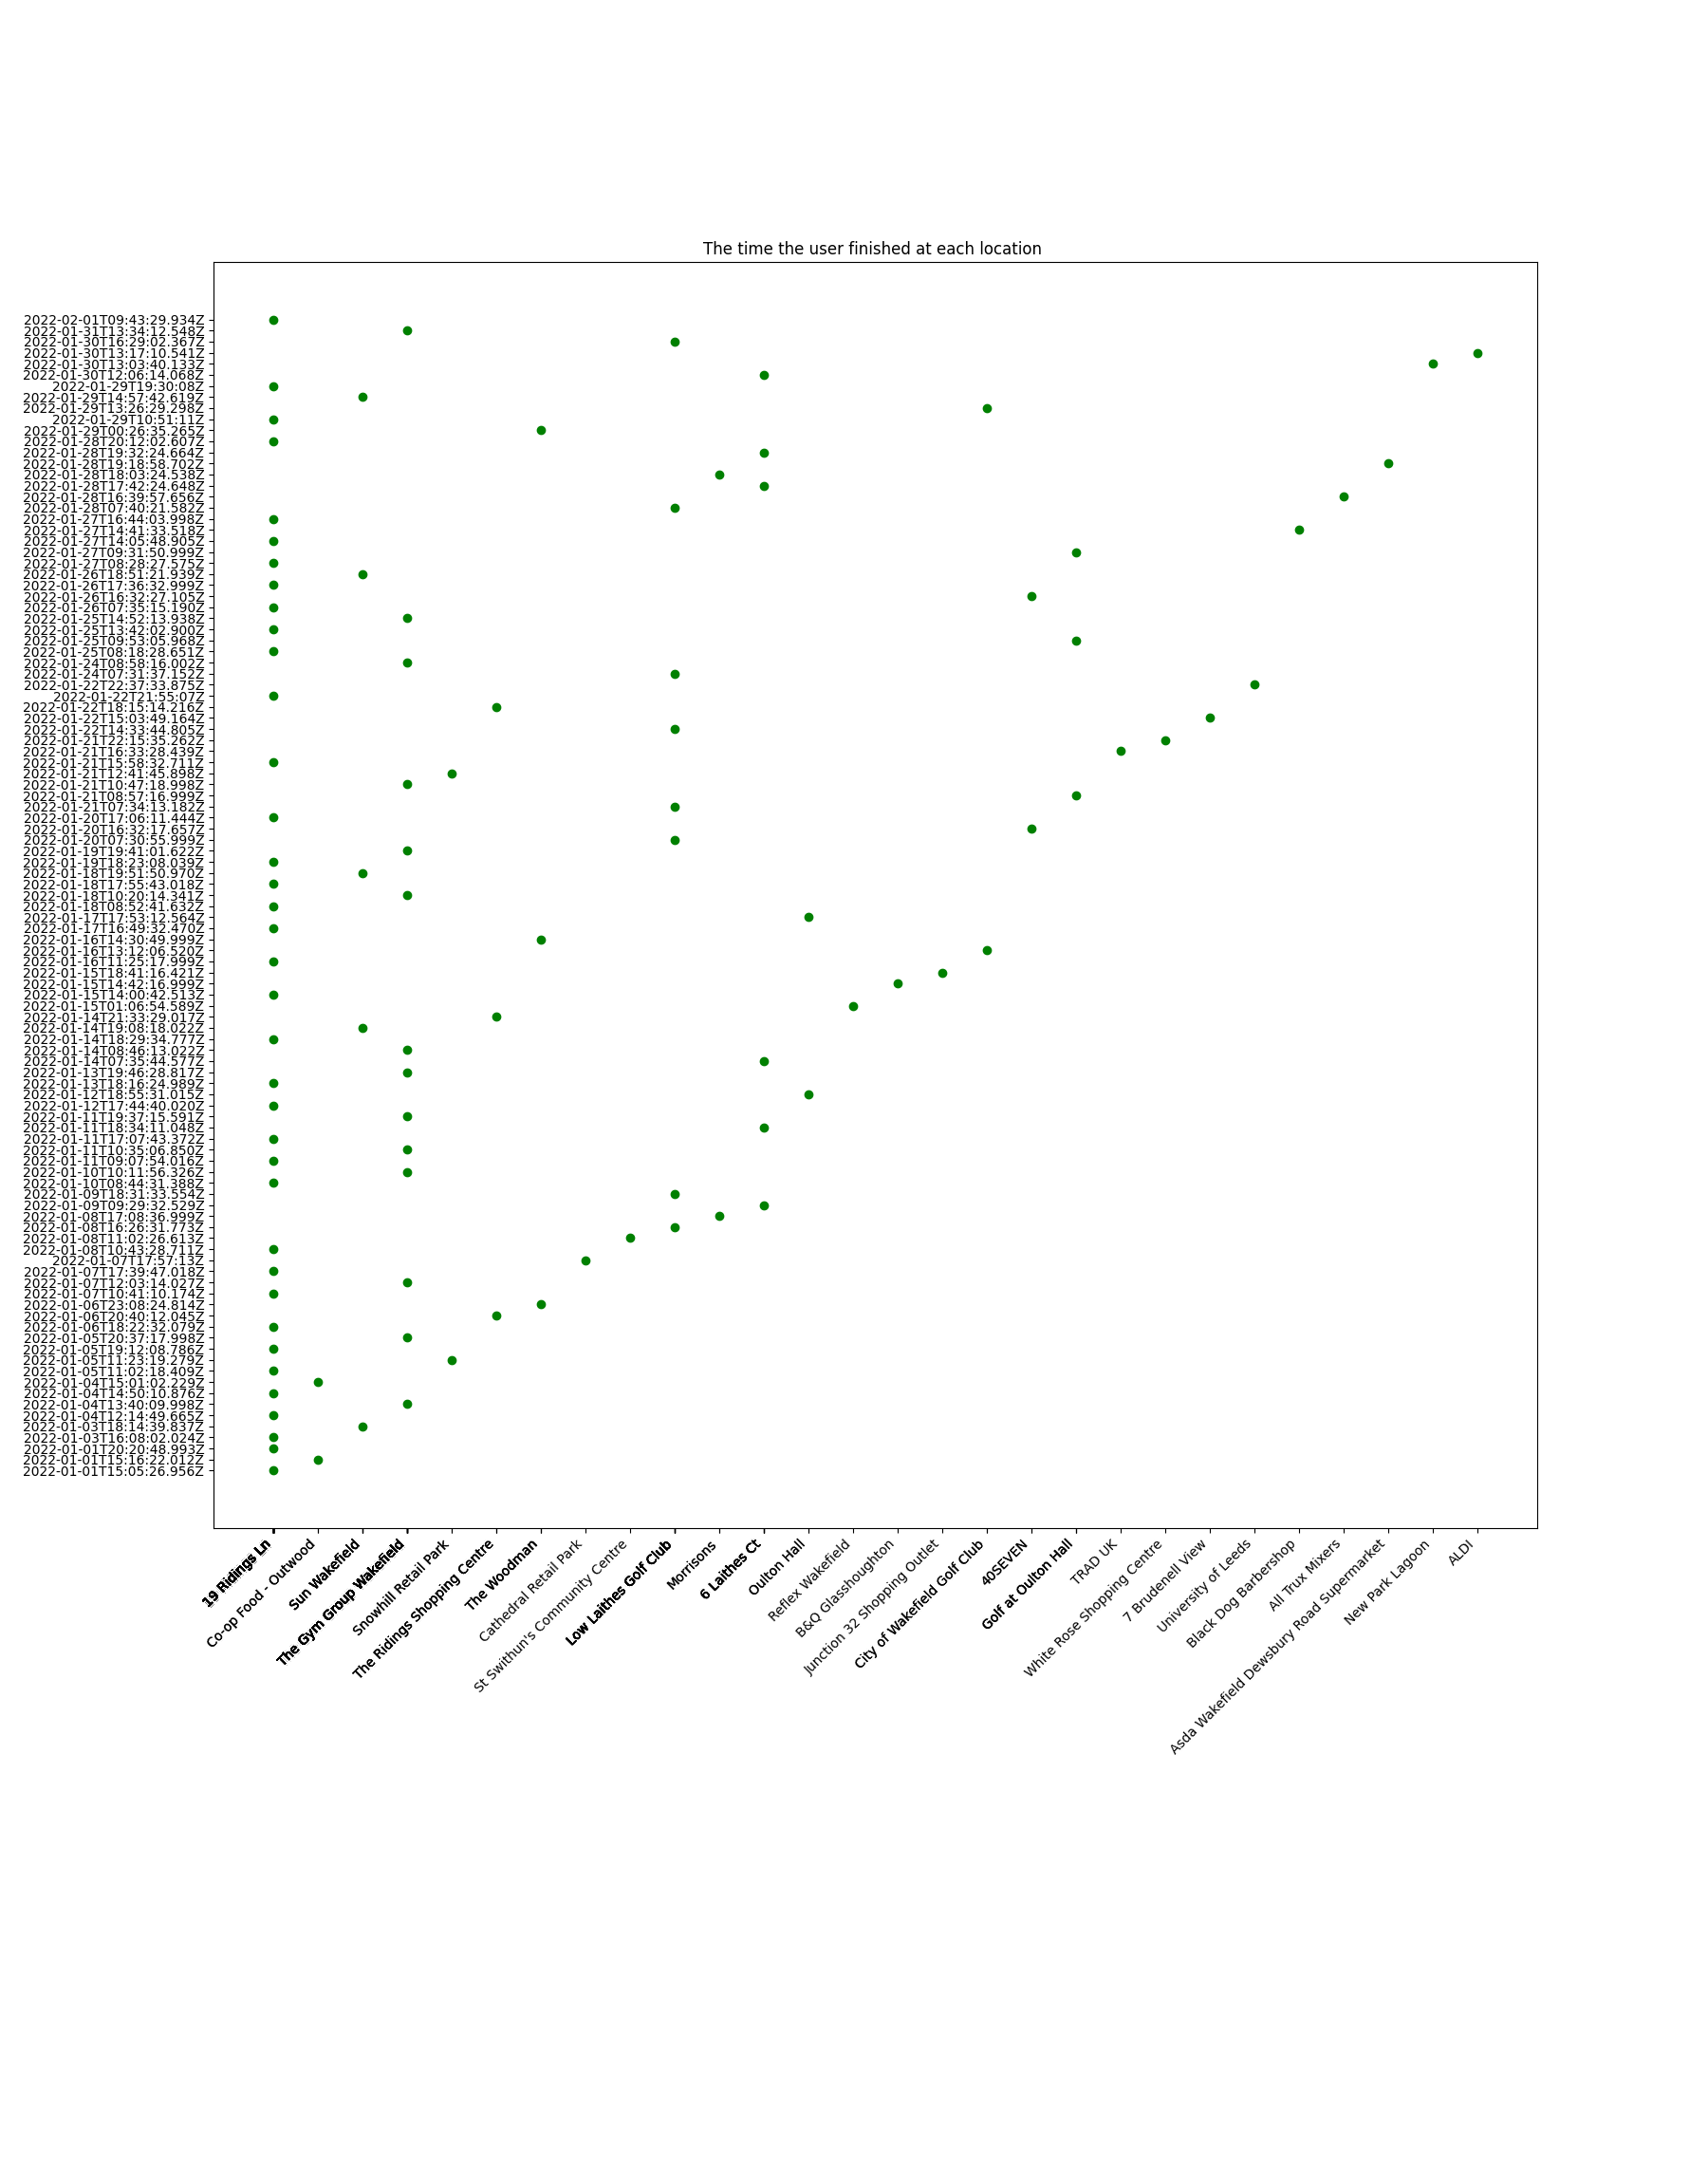 The time the user finished at each location
2022-02-01T09:43:29.934Z
2022-01-31T13:34:12.548Z
2022-01-30T16:29:02.367Z
2022-01-30T13:17:10.541Z
2022-01-30T13:03:40.133Z
2022-01-30T12:06:14.068Z
2022-01-29T19:30:08Z
2022-01-29T14:57:42.619Z
2022-01-29T13:26:29.298Z
2022-01-29T10:51:11Z
2022-01-29T00:26:35.265Z
2022-01-28T20:12:02.607Z
2022-01-28T19:32:24.664Z
2022-01-28T19:18:58.702Z
2022-01-28T18:03:24.538Z
2022-01-28T17:42:24.648Z
2022-01-28T16:39:57.656Z
2022-01-28T07:40:21.582Z
2022-01-27T16:44:03.998Z
2022-01-27T14:41:33.518Z
2022-01-27T14:05:48.905Z
2022-01-27T09:31:50.999Z
2022-01-27T08:28:27.575Z
2022-01-26T18:51:21.939Z
2022-01-26T17:36:32.999Z
2022-01-26T16:32:27.105Z
2022-01-26T07:35:15.190Z
2022-01-25T14:52:13.938Z
2022-01-25T13:42:02.900Z
2022-01-25T09:53:05.968Z
2022-01-25T08:18:28.651Z
2022-01-24T08:58:16.002Z
2022-01-24T07:31:37.152Z
2022-01-22T22:37:33.875Z
2022-01-22T21:55:07Z
2022-01-22T18:15:14.216Z
2022-01-22T15:03:49.164Z
2022-01-22T14:33:44.805Z
2022-01-21T22:15:35.262Z
2022-01-21T16:33:28.439Z
2022-01-21T15:58:32.711Z
2022-01-21T12:41:45.898Z
2022-01-21T10:47:18.998Z
2022-01-21T08:57:16.999Z
2022-01-21T07:34:13.182Z
2022-01-20T17:06:11.444Z
2022-01-20T16:32:17.657Z
2022-01-20T07:30:55.999Z
2022-01-19T19:41:01.622Z
2022-01-19T18:23:08.039Z
2022-01-18T19:51:50.970Z
2022-01-18T17:55:43.018Z
2022-01-18T10:20:14.341Z
2022-01-18T08:52:41.632Z
2022-01-17T17:53:12.564Z
2022-01-17T16:49:32.470Z
2022-01-16T14:30:49.999Z
2022-01-16T13:12:06.520Z
2022-01-16T11:25:17.999Z
2022-01-15T18:41:16.421Z
2022-01-15T14:42:16.999Z
2022-01-15T14:00:42.513Z
2022-01-15T01:06:54.589Z
2022-01-14T21:33:29.017Z
2022-01-14T19:08:18.022Z
2022-01-14T18:29:34.777Z
2022-01-14T08:46:13.022Z
2022-01-14T07:35:44.577Z
2022-01-13T19:46:28.817Z
2022-01-13T18:16:24.989Z
2022-01-12T18:55:31.015Z
2022-01-12T17:44:40.020Z
2022-01-11T19:37:15.591Z
2022-01-11T18:34:11.048Z
2022-01-11T17:07:43.372Z
2022-01-11T10:35:06.850Z
2022-01-11T09:07:54.016Z
2022-01-10T10:11:56.326Z
2022-01-10T08:44:31.388Z
2022-01-09T18:31:33.554Z
2022-01-09T09:29:32.529Z
2022-01-08T17:08:36.999Z
2022-01-08T16:26:31.773Z
2022-01-08T11:02:26.613Z
2022-01-08T10:43:28.711Z
2022-01-07T17:57:13Z
2022-01-07T17:39:47.018Z
2022-01-07T12:03:14.027Z
2022-01-07T10:41:10.174Z
2022-01-06T23:08:24.814Z
2022-01-06T20:40:12.045Z
2022-01-06T18:22:32.079Z
2022-01-05T20:37:17.998Z
2022-01-05T19:12:08.786Z
2022-01-05T11:23:19.279Z
2022-01-05T11:02:18.409Z
2022-01-04T15:01:02.229Z
2022-01-04T14:50:10.876Z
2022-01-04T13:40:09.998Z
2022-01-04T12:14:49.665Z
2022-01-03T18:14:39.837Z
2022-01-03T16:08:02.024Z
2022-01-01T20:20:48.993Z
2022-01-01T15:16:22.012Z
2022-01-01T15:05:26.956Z
19 Ridings Ln
Co-op Food - Outwood
Sun Wakefield
The Gym Group Wakefield
Snowhill Retail Park
The Ridings Shopping Centre
The Woodman
Cathedral Retail Park
St Swithun's Community Centre
Low Laithes Golf Club
Morrisons
6 Laithes Ct
Oulton Hall
Reflex Wakefield
B&Q Glasshoughton
Junction 32 Shopping Outlet
City of Wakefield Golf Club
40SEVEN
Golf at Oulton Hall
TRAD UK
White Rose Shopping Centre
7 Brudenell View
University of Leeds
Black Dog Barbershop
All Trux Mixers
Asda Wakefield Dewsbury Road Supermarket
New Park Lagoon
ALDI